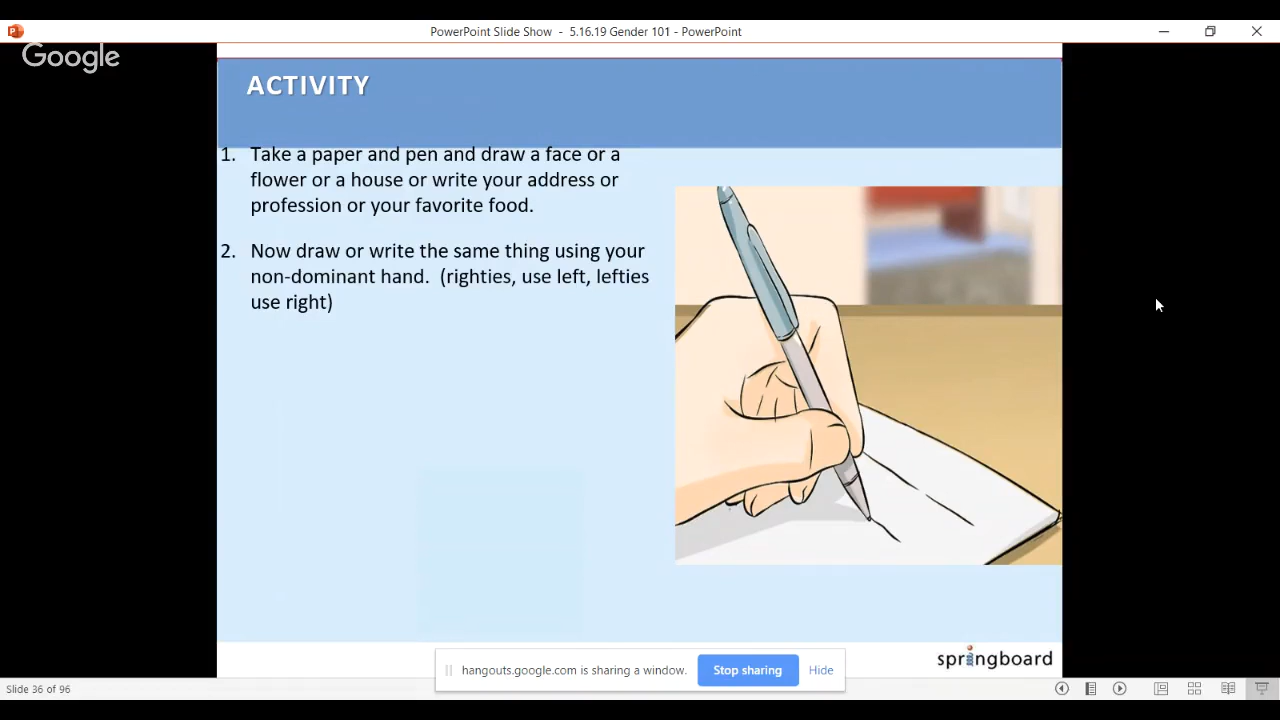 PowerPoint Slide Show - 5.16.19 Gender 101 - PowerPoint
Google
ACTIVITY
1. Take a paper and pen and draw a face or a
flower or a house or write your address or
profession or your favorite food.
2. Now draw or write the same thing using your
non-dominant hand. (righties, use left, lefties
use right)
springboard
hangouts.google.com is sharing a window.
Stop sharing
Hide
Slide 36 of 96